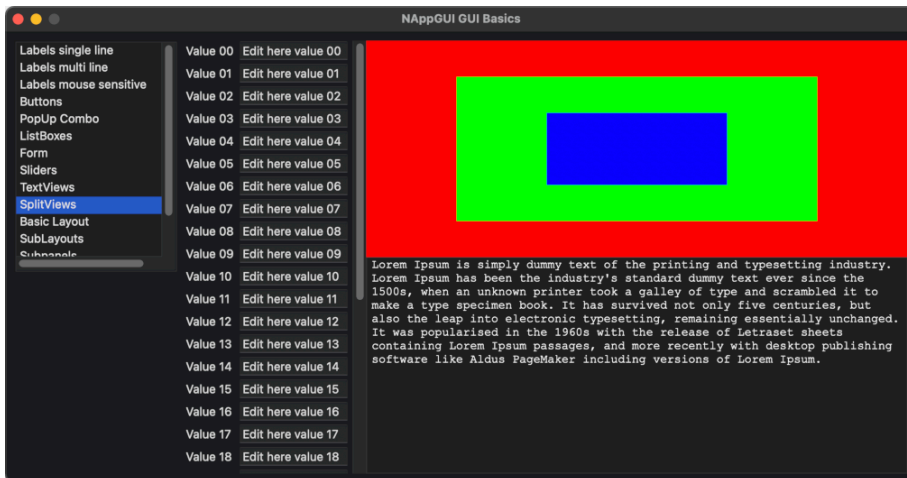 NAppGUI GUI Basics
Labels single line
Labels multi line
Labels mouse sensitive
Buttons
PopUp Combo
ListBoxes
Form
Sliders
TextViews
SplitViews
Basic Layout
SubLayouts
Subpanels
Value 00 Edit here value 00
Value 01 Edit here value 01
Value 02 Edit here value 02
Value 03 Edit here value 03
Value 04 Edit here value 04
Value 05 Edit here value 05
Value 06 Edit here value 06
Value 07 Edit here value 07
Value 08 Edit here value 08
Value 09 Edit here value 09
Value 10 Edit here value 10
Value 11 Edit here value 11
Value 12 Edit here value 12
Value 13 Edit here value 13
Value 14 Edit here value 14
Value 15 Edit here value 15
Value 16 Edit here value 16
Value 17 Edit here value 17
Value 18 Edit here value 18
Lorem Ipsum is simply dummy text of the printing and typesetting industry.
Lorem Ipsum has been the industry's standard dummy text ever since the
1500s, when an unknown printer took a galley of type and scrambled it to
make a type specimen book. It has survived not only five centuries, but
also the leap into electronic typesetting, remaining essentially unchanged.
It was popularised in the 1960s with the release of Letraset sheets
containing Lorem Ipsum passages, and more recently with desktop publishing
software like Aldus PageMaker including versions of Lorem Ipsum.